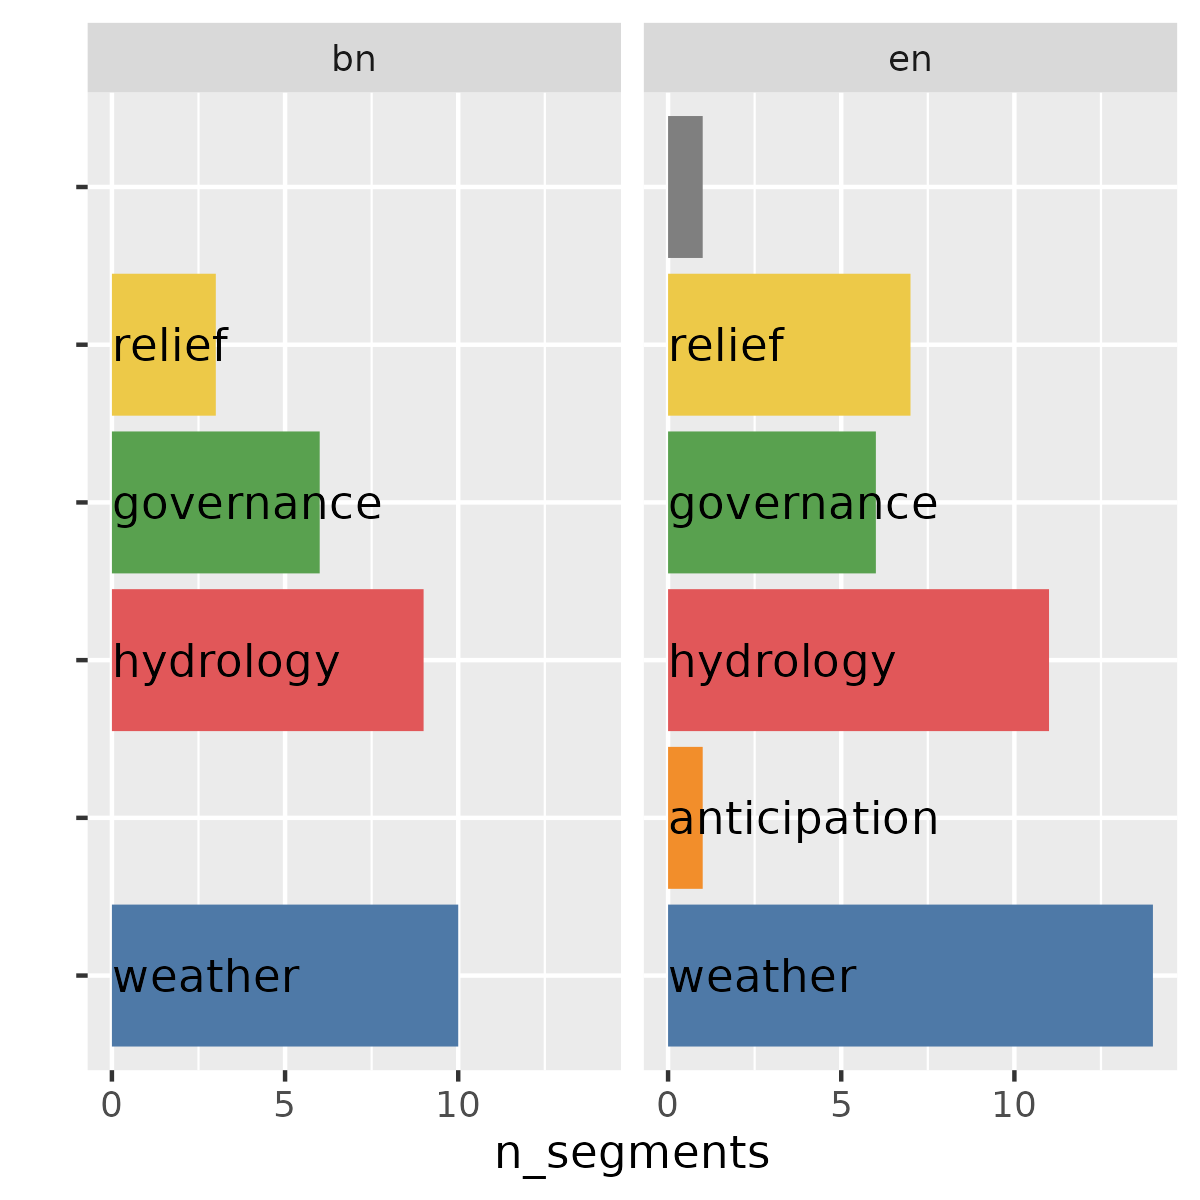 bn
en
relief
relief
governance
governance
hydrology
hydrology
anticipation
weather
weather
0 5 10
0 5 10
n_segments